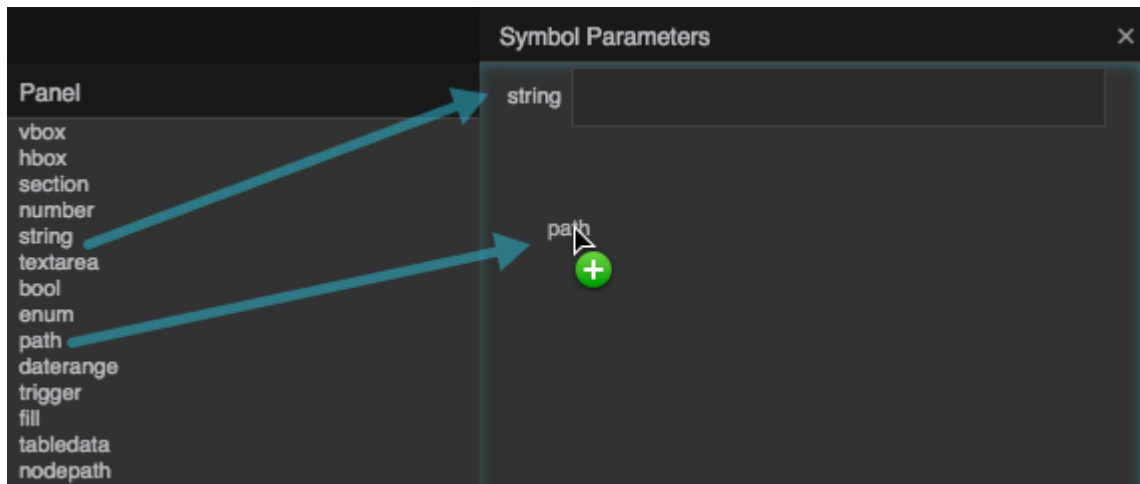 Symbol Parameters
Panel
vbox
hbox
section
number
string
textarea
bool
enum
path
daterange
trigger
fill
tabledata
nodepath
string
path